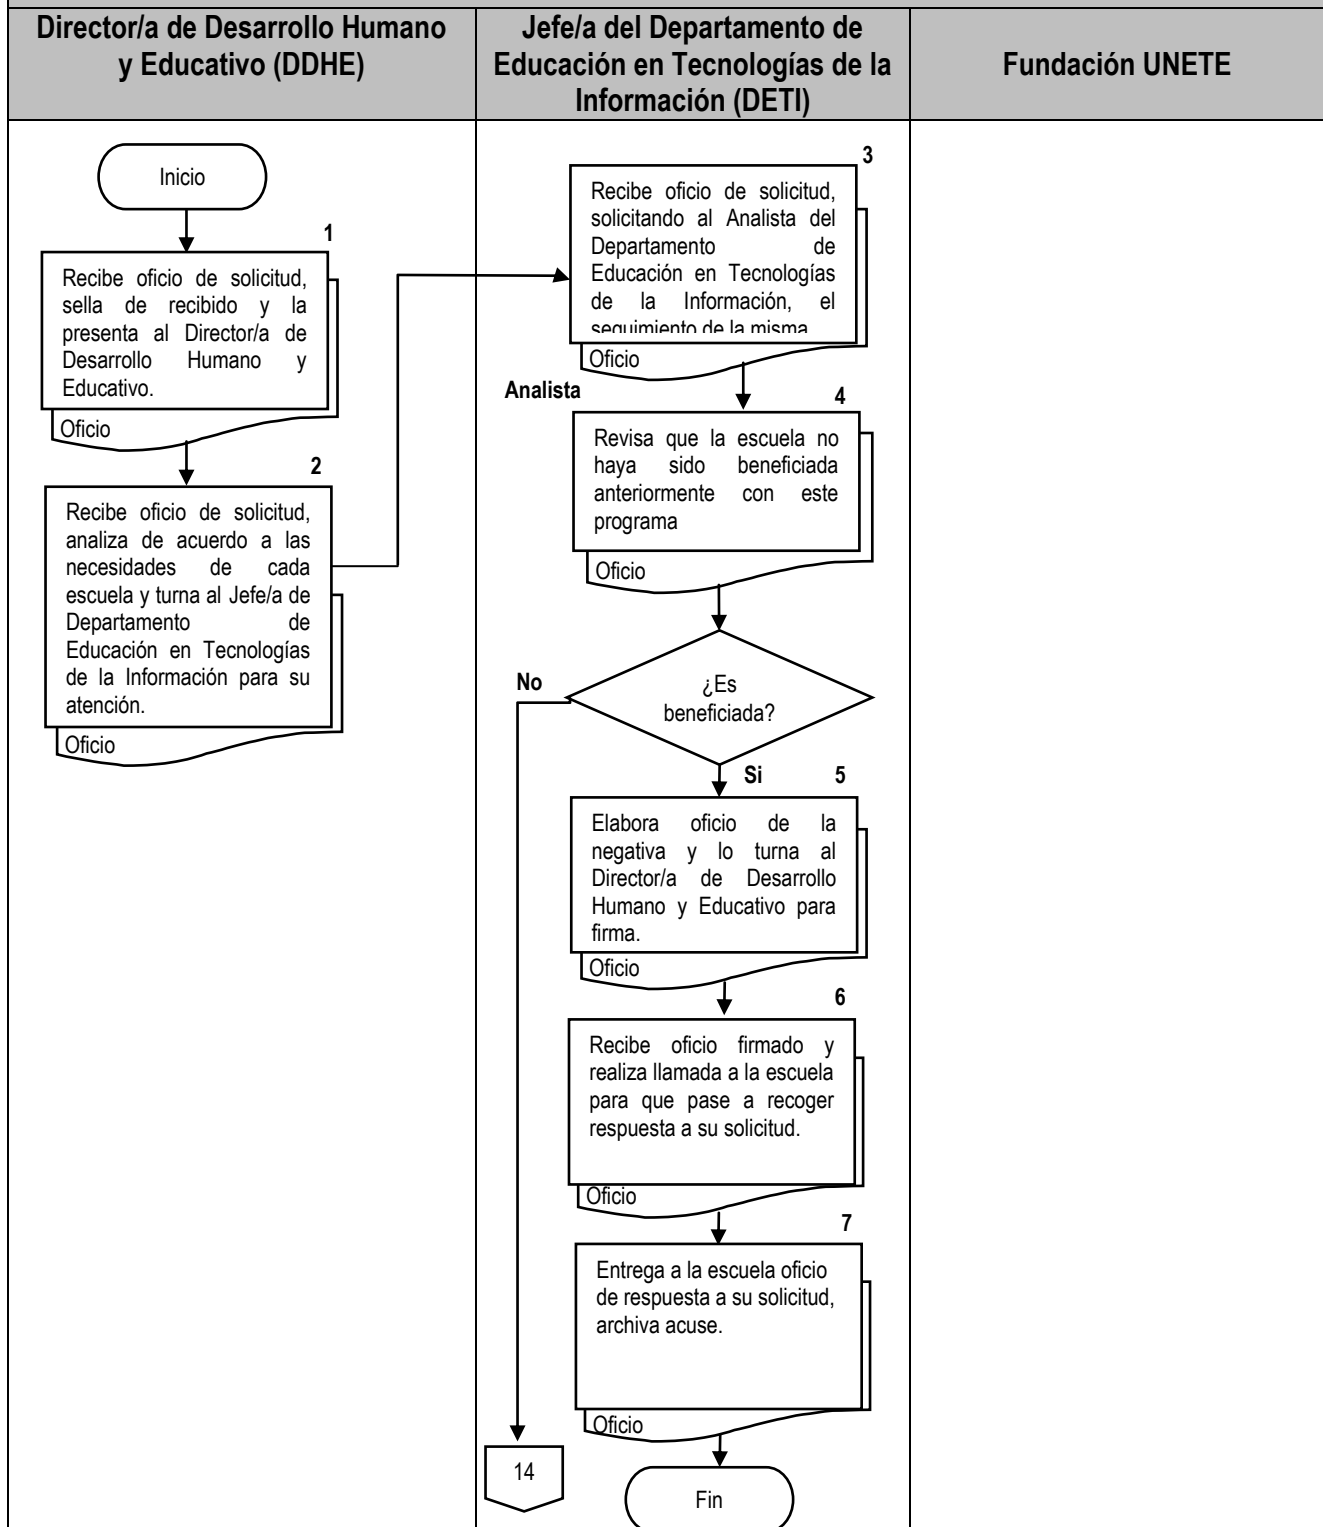 Director/a de Desarrollo Humano
y Educativo (DDHE)
Jefe/a del Departamento de
Educación en Tecnologías de la
Información (DETI)
Fundación UNETE
Inicio
1
Recibe oficio de solicitud,
sella de recibido y la
presenta al Director/a de
Desarrollo Humano y
Educativo.
Oficio
2
Recibe oficio de solicitud,
analiza de acuerdo a las
necesidades de cada
escuela y turna al Jefe/a de
Departamento de
Educación en Tecnologías
de la Información para su
atención.
Oficio
3
Recibe oficio de solicitud,
solicitando al Analista del
Departamento de
Educación en Tecnologías
de la Información, el
seguimiento de la misma
Oficio
Analista
4
Revisa que la escuela no
haya sido beneficiada
anteriormente con este
programa
Oficio
¿Es
beneficiada?
No
Si
5
Elabora oficio de la
negativa y lo turna al
Director/a de Desarrollo
Humano y Educativo para
firma.
Oficio
6
Recibe oficio firmado y
realiza llamada a la escuela
para que pase a recoger
respuesta a su solicitud.
Oficio
7
Entrega a la escuela oficio
de respuesta a su solicitud,
archiva acuse.
Oficio
14
Fin